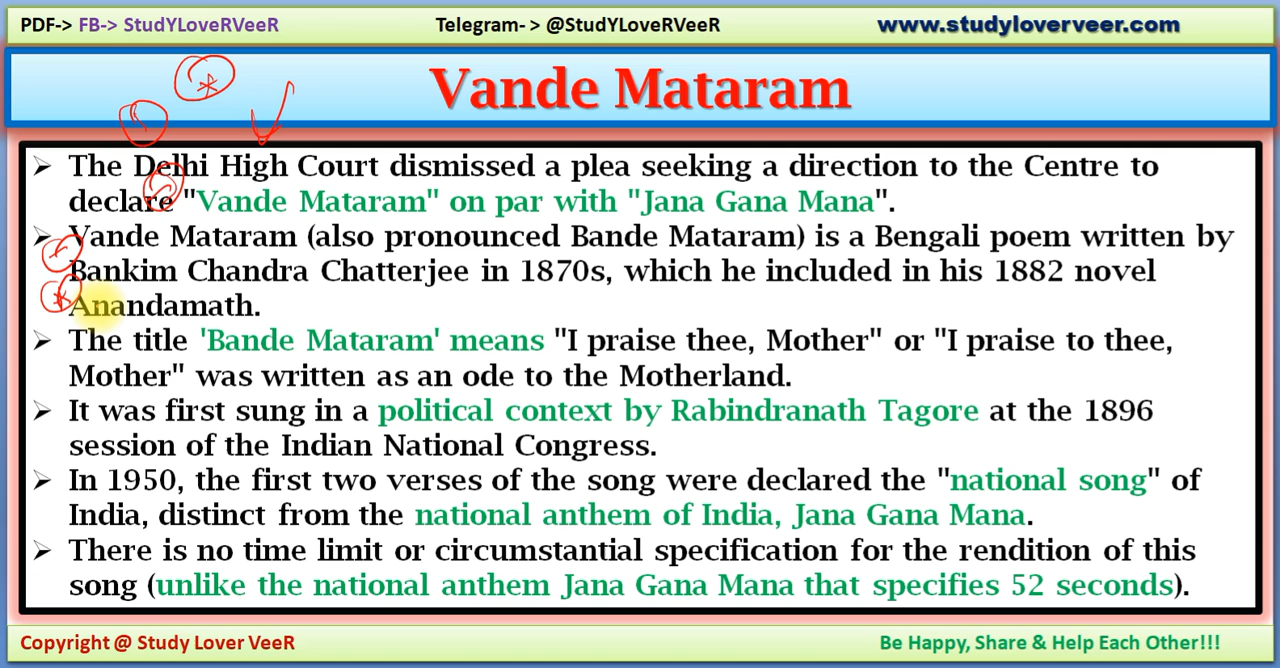 PDF-> FB-> StudYLoveRVeeR Telegram- > @StudYLoveRVeeR www.studyloverveer.com
Vande Mataram
➢ The Delhi High Court dismissed a plea seeking a direction to the Centre to
declare "Vande Mataram" on par with "Jana Gana Mana".
➢ Vande Mataram (also pronounced Bande Mataram) is a Bengali poem written by
Bankim Chandra Chatterjee in 1870s, which he included in his 1882 novel
Anandamath.
➢ The title 'Bande Mataram' means "I praise thee, Mother" or "I praise to thee,
Mother" was written as an ode to the Motherland.
➢ It was first sung in a political context by Rabindranath Tagore at the 1896
session of the Indian National Congress.
➢ In 1950, the first two verses of the song were declared the "national song" of
India, distinct from the national anthem of India, Jana Gana Mana.
➢ There is no time limit or circumstantial specification for the rendition of this
song (unlike the national anthem Jana Gana Mana that specifies 52 seconds).
Copyright @ Study Lover VeeR Be Happy, Share & Help Each Other!!!